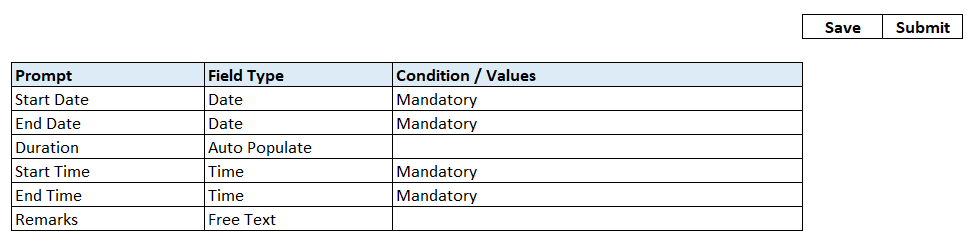 Save Submit
Prompt Field Type Condition / Values
Start Date Date Mandatory
End Date Date Mandatory
Duration Auto Populate
Start Time Time Mandatory
End Time Time Mandatory
Remarks Free Text